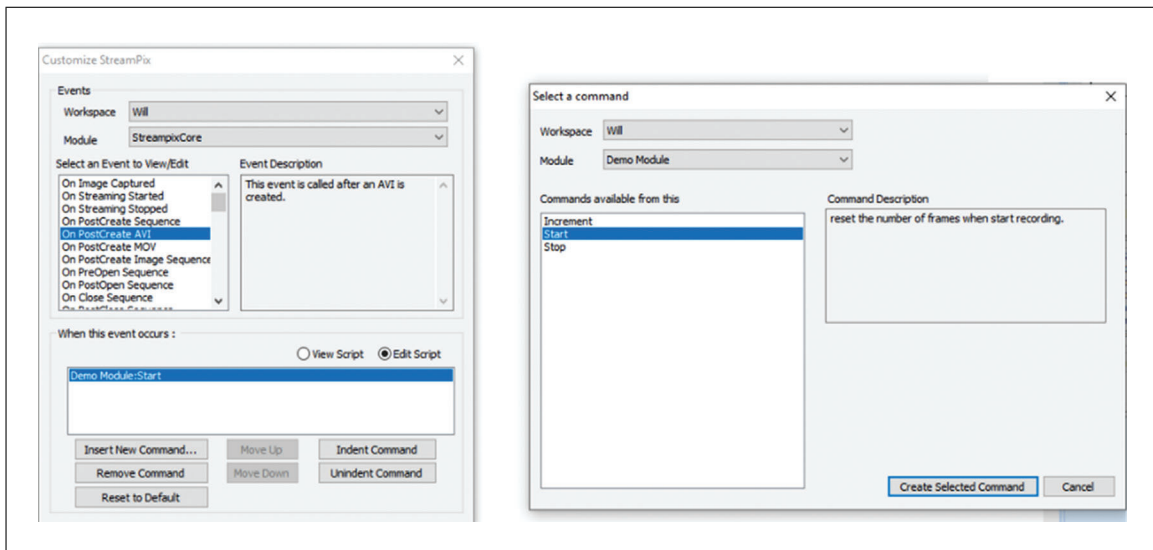 Customize StreamPix
Events
Workspace Will
Module StreampixCore
Select an Event to View/Edit
On Image Captured
On Streaming Started
On Streaming Stopped
On PostCreate Sequence
On PostCreate AVI
On PostCreate MOV
On PostCreate Image Sequence
On PreOpen Sequence
On PostOpen Sequence
On Close Sequence
Event Description
This event is called after an AVI is
created.
When this event occurs :
View Script Edit Script
Demo Module:Start
Insert New Command... Move Up Indent Command
Remove Command Move Down Unindent Command
Reset to Default
Select a command
Workspace Will
Module Demo Module
Commands available from this
Increment
Start
Stop
Command Description
reset the number of frames when start recording.
Create Selected Command Cancel